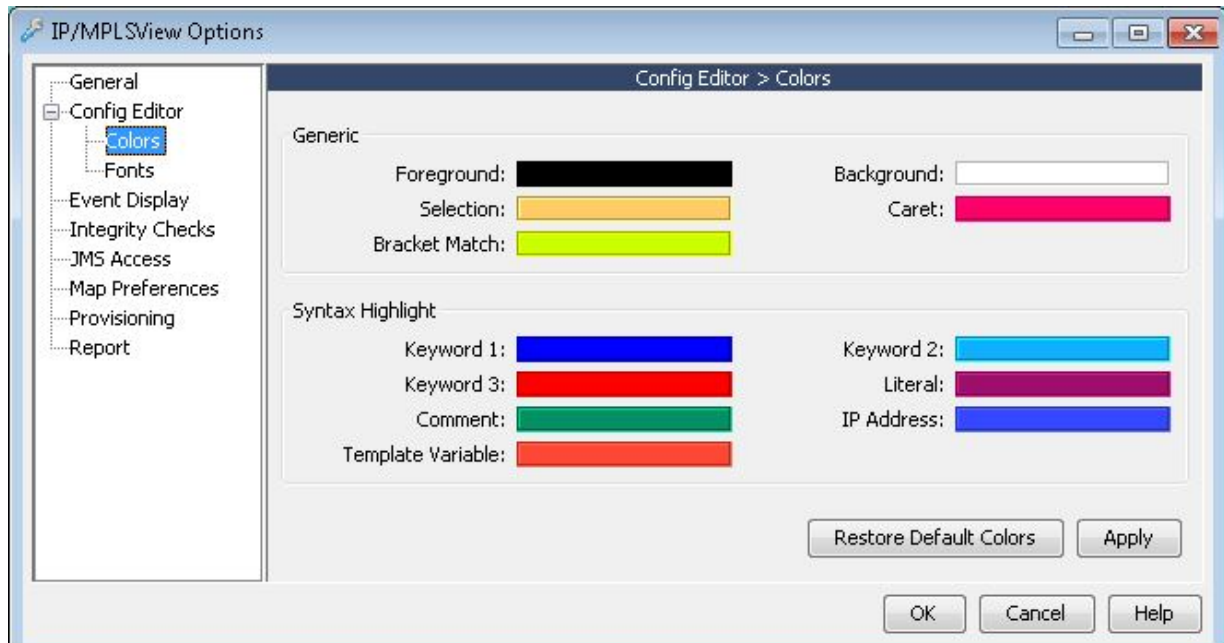 IP/MPLSView Options
General
Config Editor
Colors
Fonts
Event Display
Integrity Checks
JMS Access
Map Preferences
Provisioning
Report
Config Editor > Colors
Generic
Foreground: Background:
Selection: Caret:
Bracket Match:
Syntax Highlight
Keyword 1: Keyword 2:
Keyword 3: Literal:
Comment: IP Address:
Template Variable:
Restore Default Colors Apply
OK Cancel Help